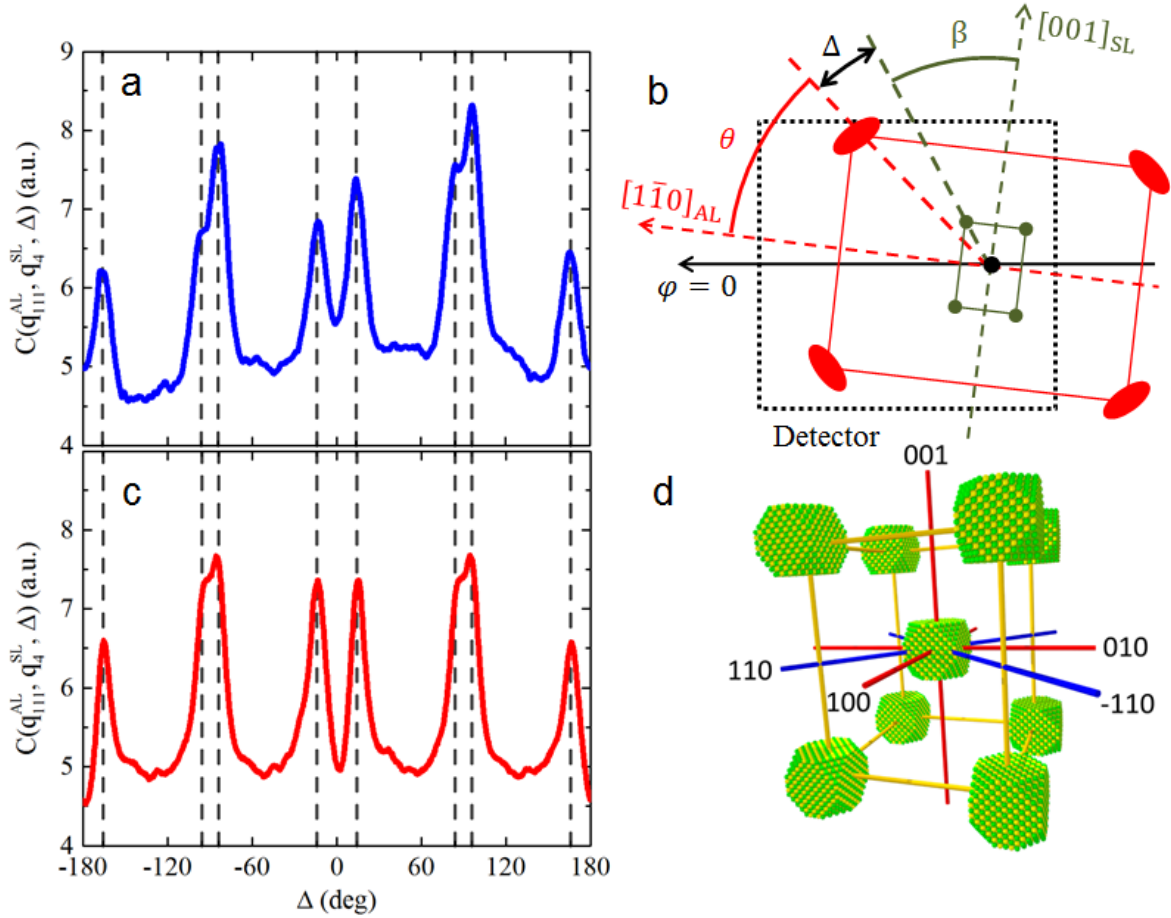 a
C(q₁₁₁ᴬᴸ, q₄ˢᴸ, Δ) (a.u.)
9
8
7
6
5
4
c
C(q₁₁₁ᴬᴸ, q₄ˢᴸ, Δ) (a.u.)
8
7
6
5
4
-180 -120 -60 0 60 120 180
Δ (deg)
b
Δ
β
[001]SL
θ
[11̄0]AL
φ = 0
Detector
d
001
010
110
100
-110